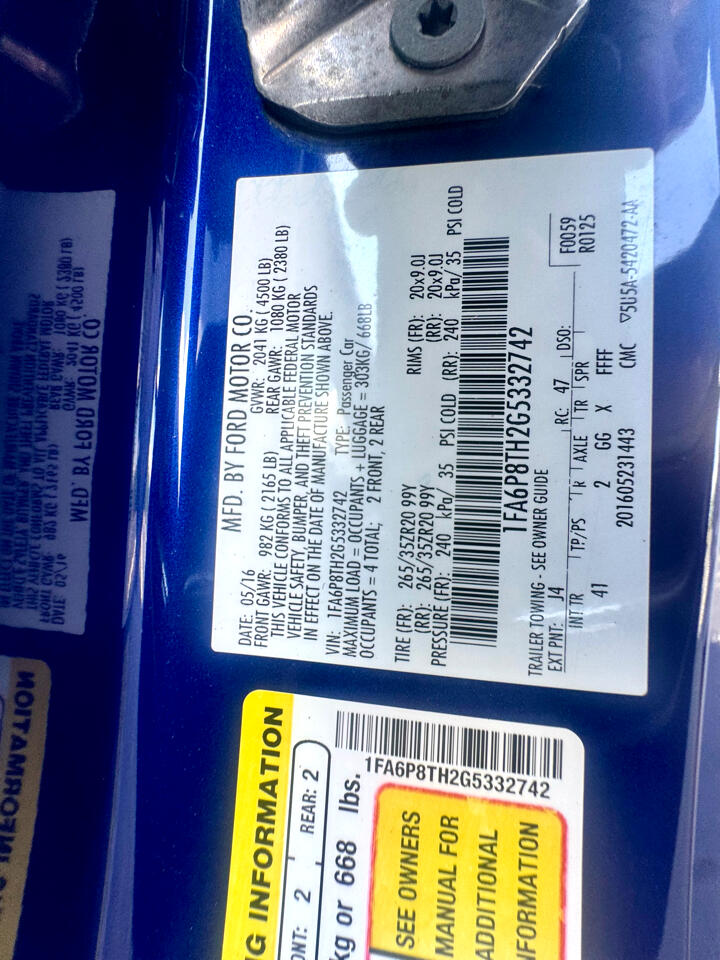 MFD. BY FORD MOTOR CO.
DATE: 05/16 GVWR: 2041 KG (4500 LB)
FRONT GAWR: 982 KG (2165 LB) REAR GAWR: 1080 KG (2380 LB)
THIS VEHICLE CONFORMS TO ALL APPLICABLE FEDERAL MOTOR
VEHICLE SAFETY, BUMPER, AND THEFT PREVENTION STANDARDS
IN EFFECT ON THE DATE OF MANUFACTURE SHOWN ABOVE.
VIN: 1FA6P8TH2G5332742 TYPE: Passenger Car
MAXIMUM LOAD = OCCUPANTS + LUGGAGE = 303KG/668LB
OCCUPANTS = 4 TOTAL; 2 FRONT, 2 REAR
TIRE (FR): 265/35ZR20 99Y RIMS (FR): 20x9.0J
(RR): 265/35ZR20 99Y (RR): 20x9.0J
PRESSURE (FR): 240 kPa/ 35 PSI COLD (RR): 240 kPa/ 35 PSI COLD
1FA6P8TH2G5332742
TRAILER TOWING - SEE OWNER GUIDE
F0059
EXT PNT: J4 RC: 47 DSO: R0125
INT TR TP/PS R AXLE TR SPR
41 2 GG X FFFF
201605231443 CMC ▽5U5A-5420472-AA
NG INFORMATION
ONT: 2 REAR: 2
kg or 668 lbs.
1FA6P8TH2G5332742
SEE OWNERS
MANUAL FOR
ADDITIONAL
INFORMATION